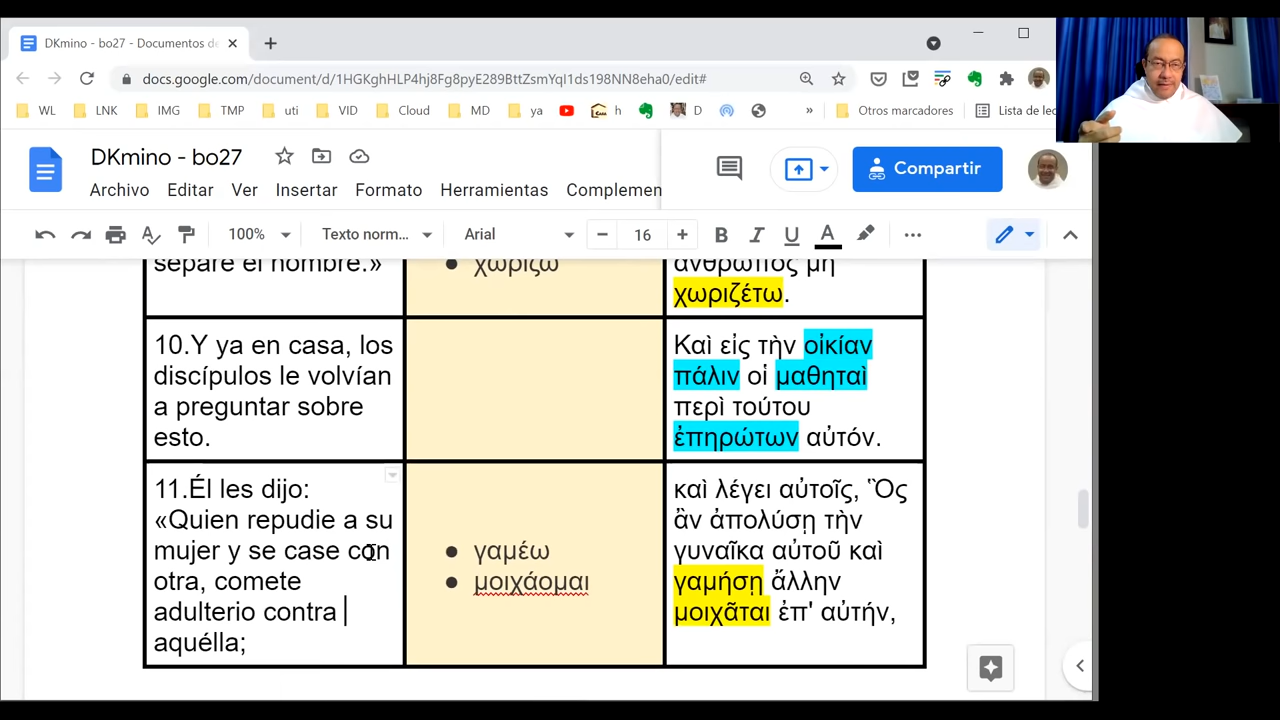 DKmino - bo27 - Documentos de
docs.google.com/document/d/1HGKghHLP4hj8Fg8pvE289BttZsmYqI1ds198NN8eha0/edit#
WL LNK IMG TMP uti VID Cloud MD ya h D » Otros marcadores Lista de lec
DKmino - bo27
Archivo Editar Ver Insertar Formato Herramientas Complemen
Compartir
100% Texto norm... Arial 16 B I U A
separe el hombre.»
χωρίζω
ἄνθρωπος μὴ
χωριζέτω.
10.Y ya en casa, los
discípulos le volvían
a preguntar sobre
esto.
Καὶ εἰς τὴν οἰκίαν
πάλιν οἱ μαθηταὶ
περὶ τούτου
ἐπηρώτων αὐτόν.
11.Él les dijo:
«Quien repudie a su
mujer y se case con
otra, comete
adulterio contra
aquélla;
γαμέω
μοιχάομαι
καὶ λέγει αὐτοῖς, Ὃς
ἂν ἀπολύσῃ τὴν
γυναῖκα αὐτοῦ καὶ
γαμήσῃ ἄλλην
μοιχᾶται ἐπ' αὐτήν,